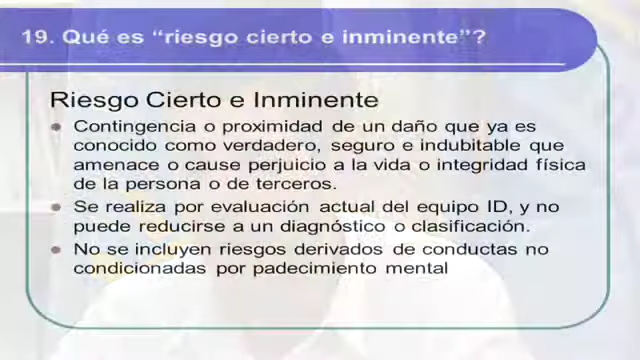 19. Qué es “riesgo cierto e inminente”?
Riesgo Cierto e Inminente
Contingencia o proximidad de un daño que ya es
conocido como verdadero, seguro e indubitable que
amenace o cause perjuicio a la vida o integridad física
de la persona o de terceros.
Se realiza por evaluación actual del equipo ID, y no
puede reducirse a un diagnóstico o clasificación.
No se incluyen riesgos derivados de conductas no
condicionadas por padecimiento mental